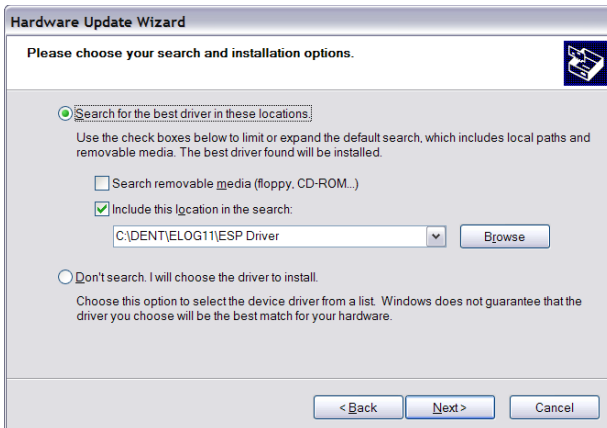 Hardware Update Wizard
Please choose your search and installation options.
Search for the best driver in these locations.
Use the check boxes below to limit or expand the default search, which includes local paths and
removable media. The best driver found will be installed.
Search removable media (floppy, CD-ROM...)
Include this location in the search:
C:\DENT\ELOG11\ESP Driver
Browse
Don't search. I will choose the driver to install.
Choose this option to select the device driver from a list. Windows does not guarantee that the
driver you choose will be the best match for your hardware.
< Back
Next >
Cancel